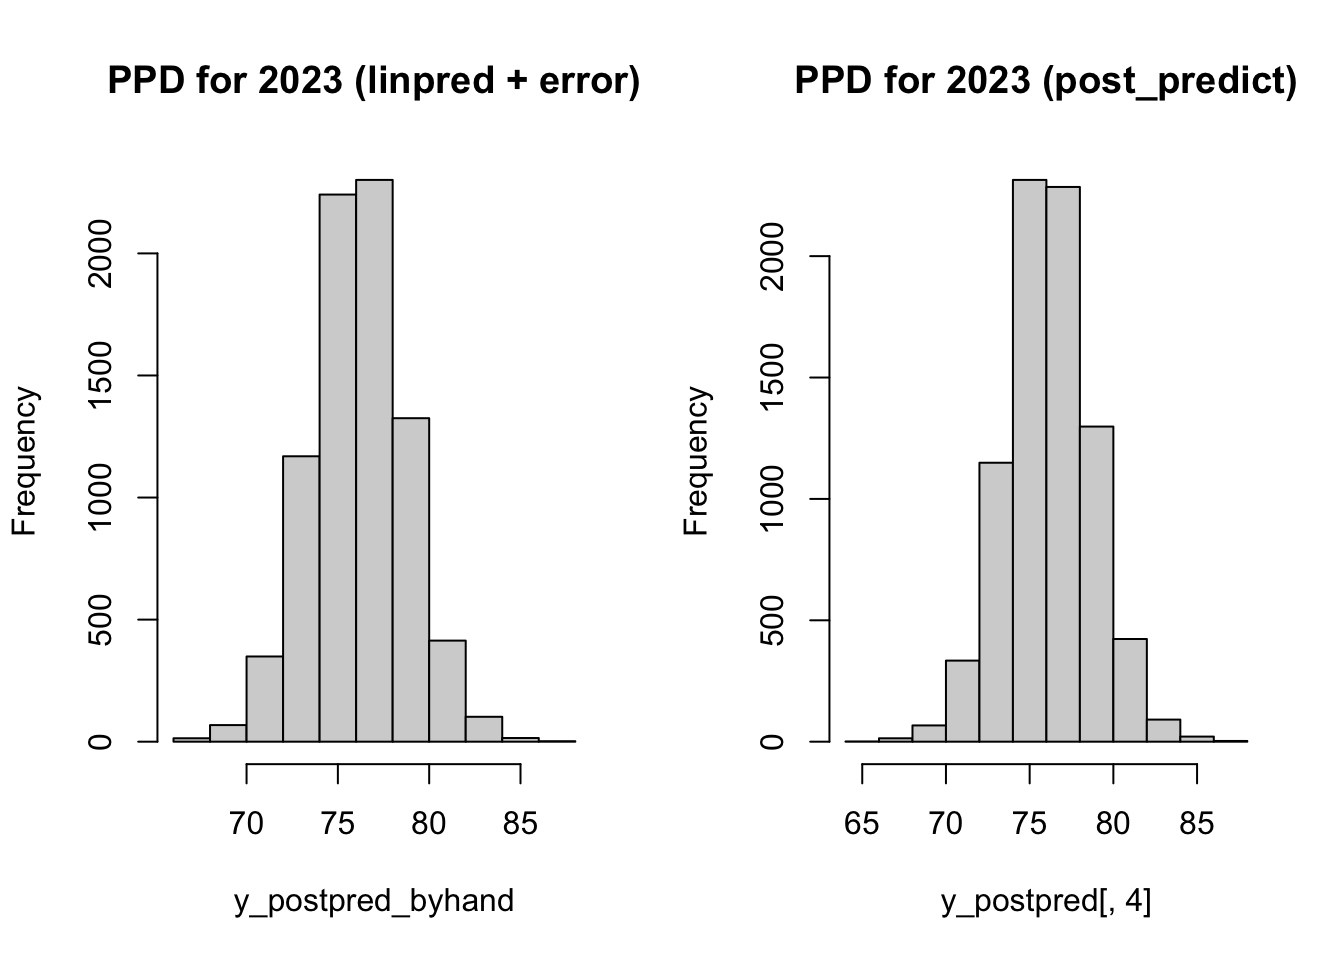 PPD for 2023 (linpred + error)
Frequency
2000
1500
1000
500
0
70 75 80 85
y_postpred_byhand
PPD for 2023 (post_predict)
Frequency
2000
1500
1000
500
0
65 70 75 80 85
y_postpred[, 4]